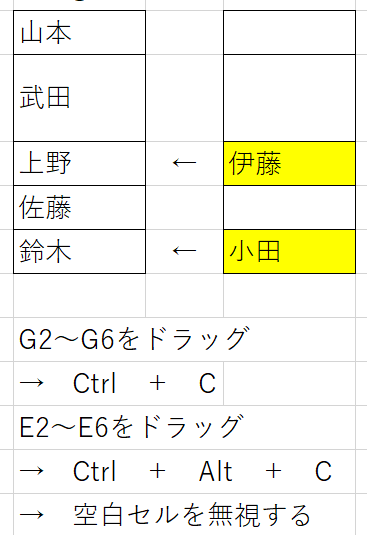 山本
武田
上野 ← 伊藤
佐藤
鈴木 ← 小田
G2～G6をドラッグ
→ Ctrl + C
E2～E6をドラッグ
→ Ctrl + Alt + C
→ 空白セルを無視する